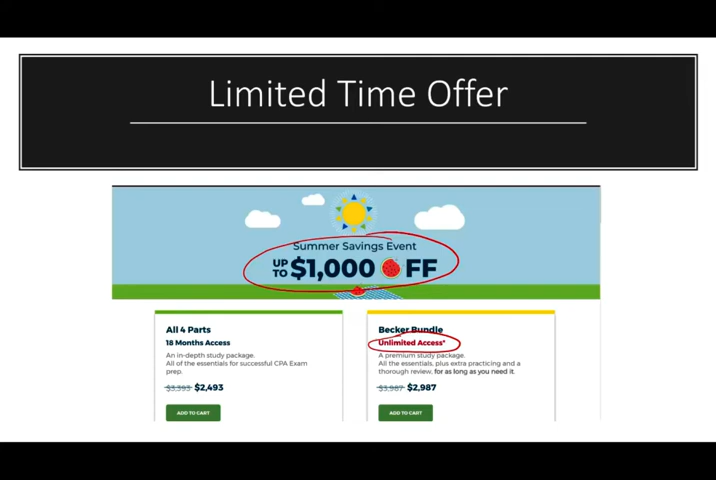 Limited Time Offer
Summer Savings Event
UP TO $1,000 OFF
All 4 Parts
18 Months Access
An in-depth study package.
All of the essentials for successful CPA Exam
prep.
$3,393 $2,493
ADD TO CART
Becker Bundle
Unlimited Access*
A premium study package.
All the essentials, plus extra practicing and a
thorough review, for as long as you need it.
$3,987 $2,987
ADD TO CART